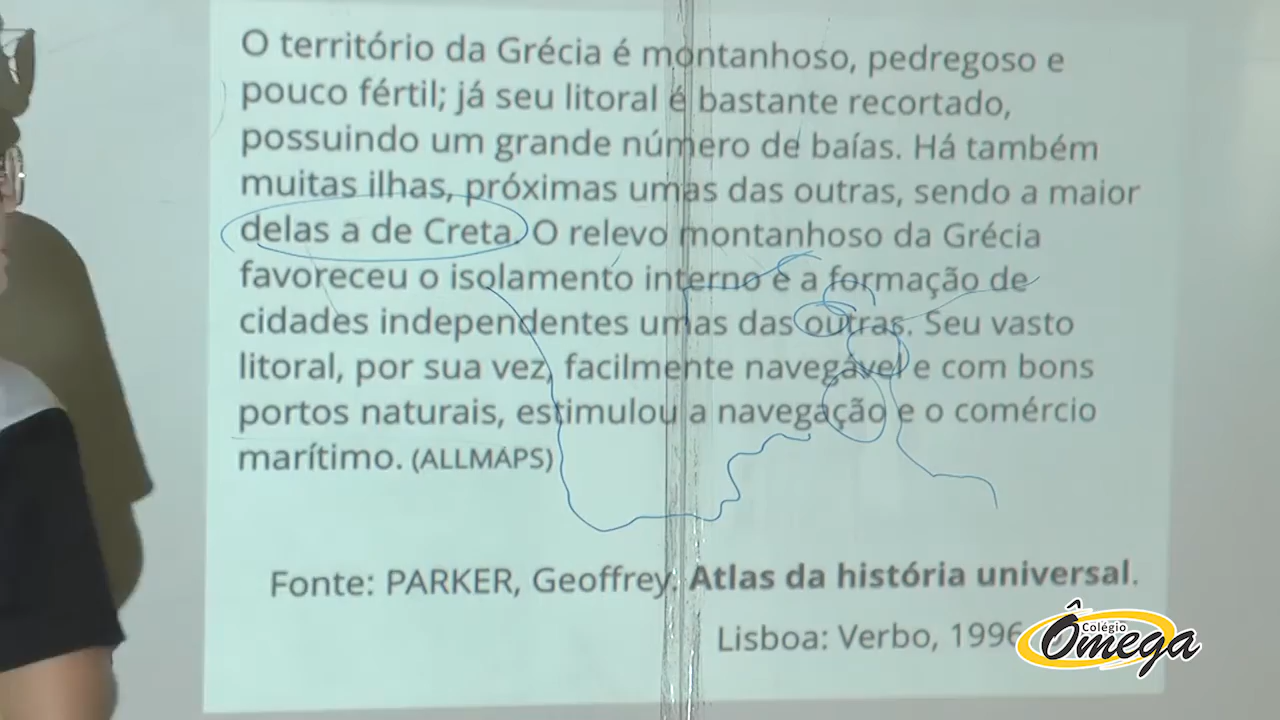 O território da Grécia é montanhoso, pedregoso e
pouco fértil; já seu litoral é bastante recortado,
possuindo um grande número de baías. Há também
muitas ilhas, próximas umas das outras, sendo a maior
delas a de Creta. O relevo montanhoso da Grécia
favoreceu o isolamento interno e a formação de
cidades independentes umas das outras. Seu vasto
litoral, por sua vez, facilmente navegável e com bons
portos naturais, estimulou a navegação e o comércio
marítimo. (ALLMAPS)
Fonte: PARKER, Geoffrey. Atlas da história universal.
Lisboa: Verbo, 1996
Colégio
Ômega